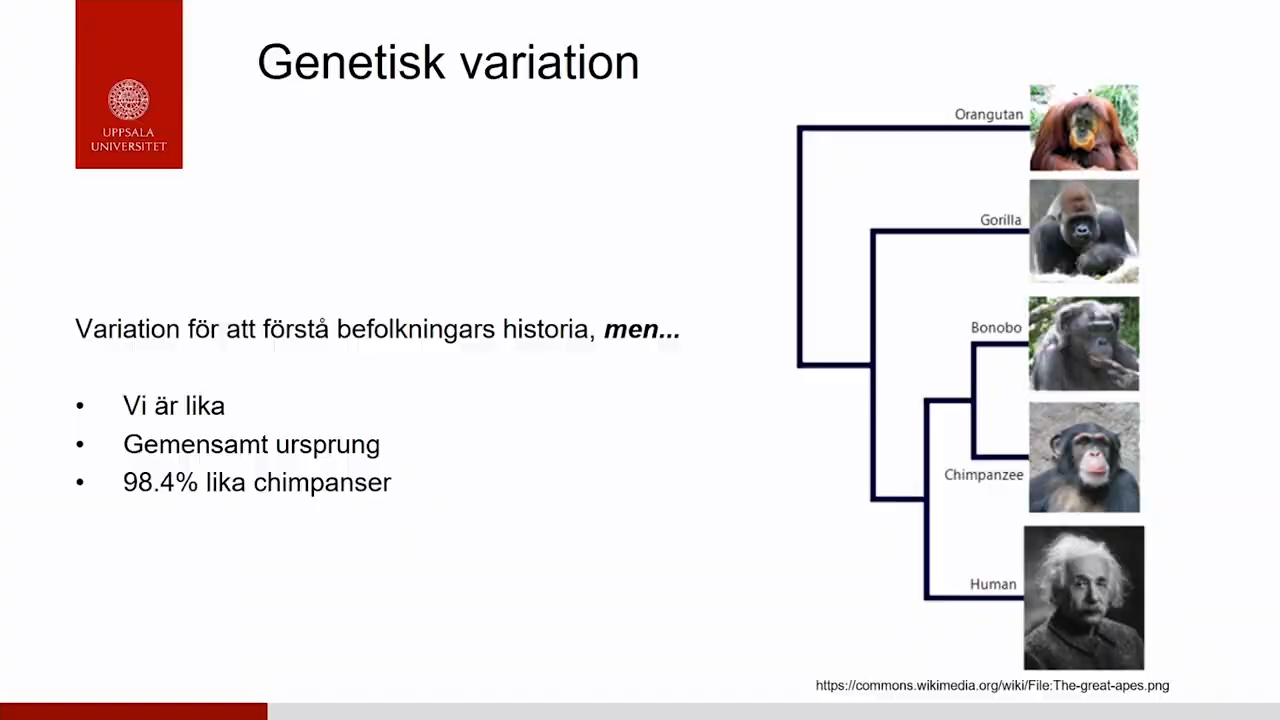 Genetisk variation
UPPSALA
UNIVERSITET
Variation för att förstå befolkningars historia, men...
• Vi är lika
• Gemensamt ursprung
• 98.4% lika chimpanser
Orangutan
Gorilla
Bonobo
Chimpanzee
Human
https://commons.wikimedia.org/wiki/File:The-great-apes.png